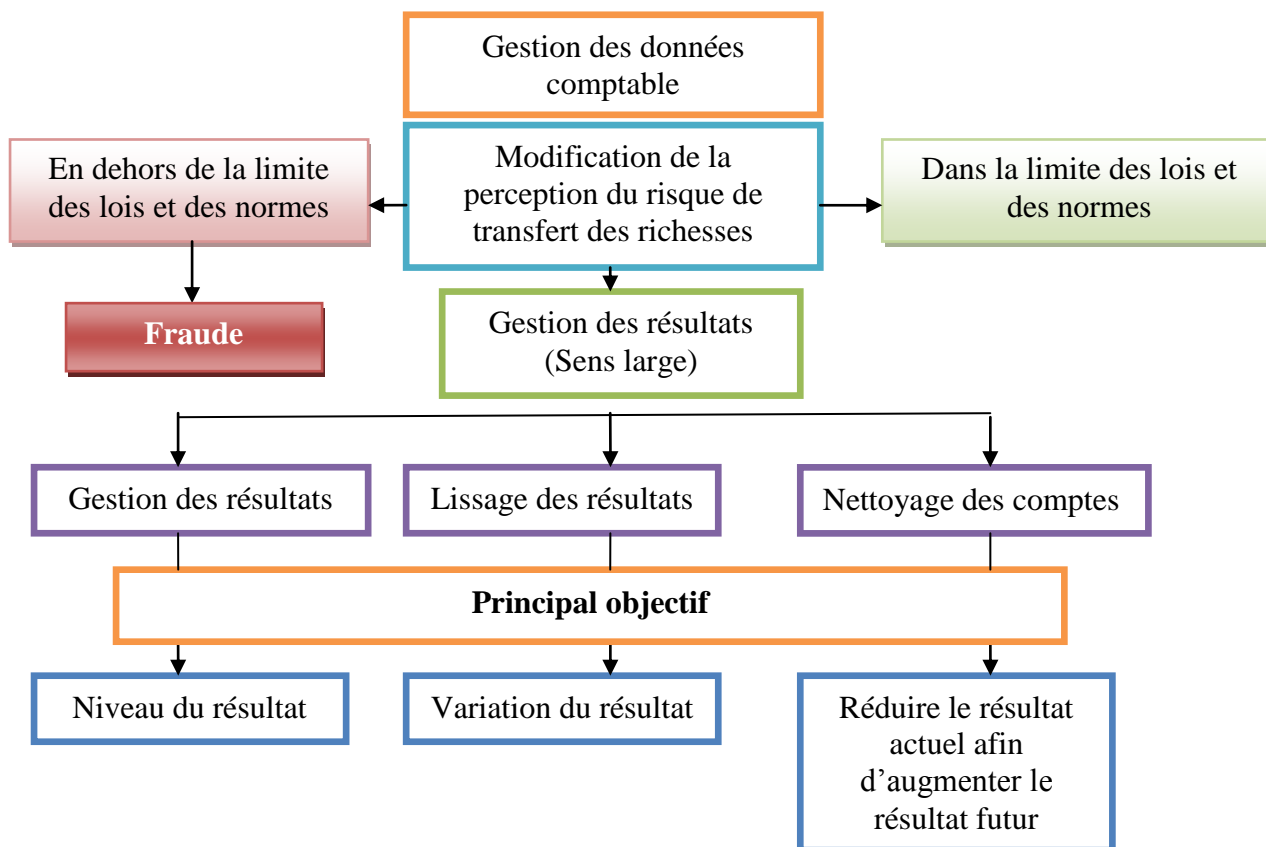 Gestion des données
comptable
En dehors de la limite
des lois et des normes
Modification de la
perception du risque de
transfert des richesses
Dans la limite des lois et
des normes
Fraude
Gestion des résultats
(Sens large)
Gestion des résultats
Lissage des résultats
Nettoyage des comptes
Principal objectif
Niveau du résultat
Variation du résultat
Réduire le résultat
actuel afin
d’augmenter le
résultat futur